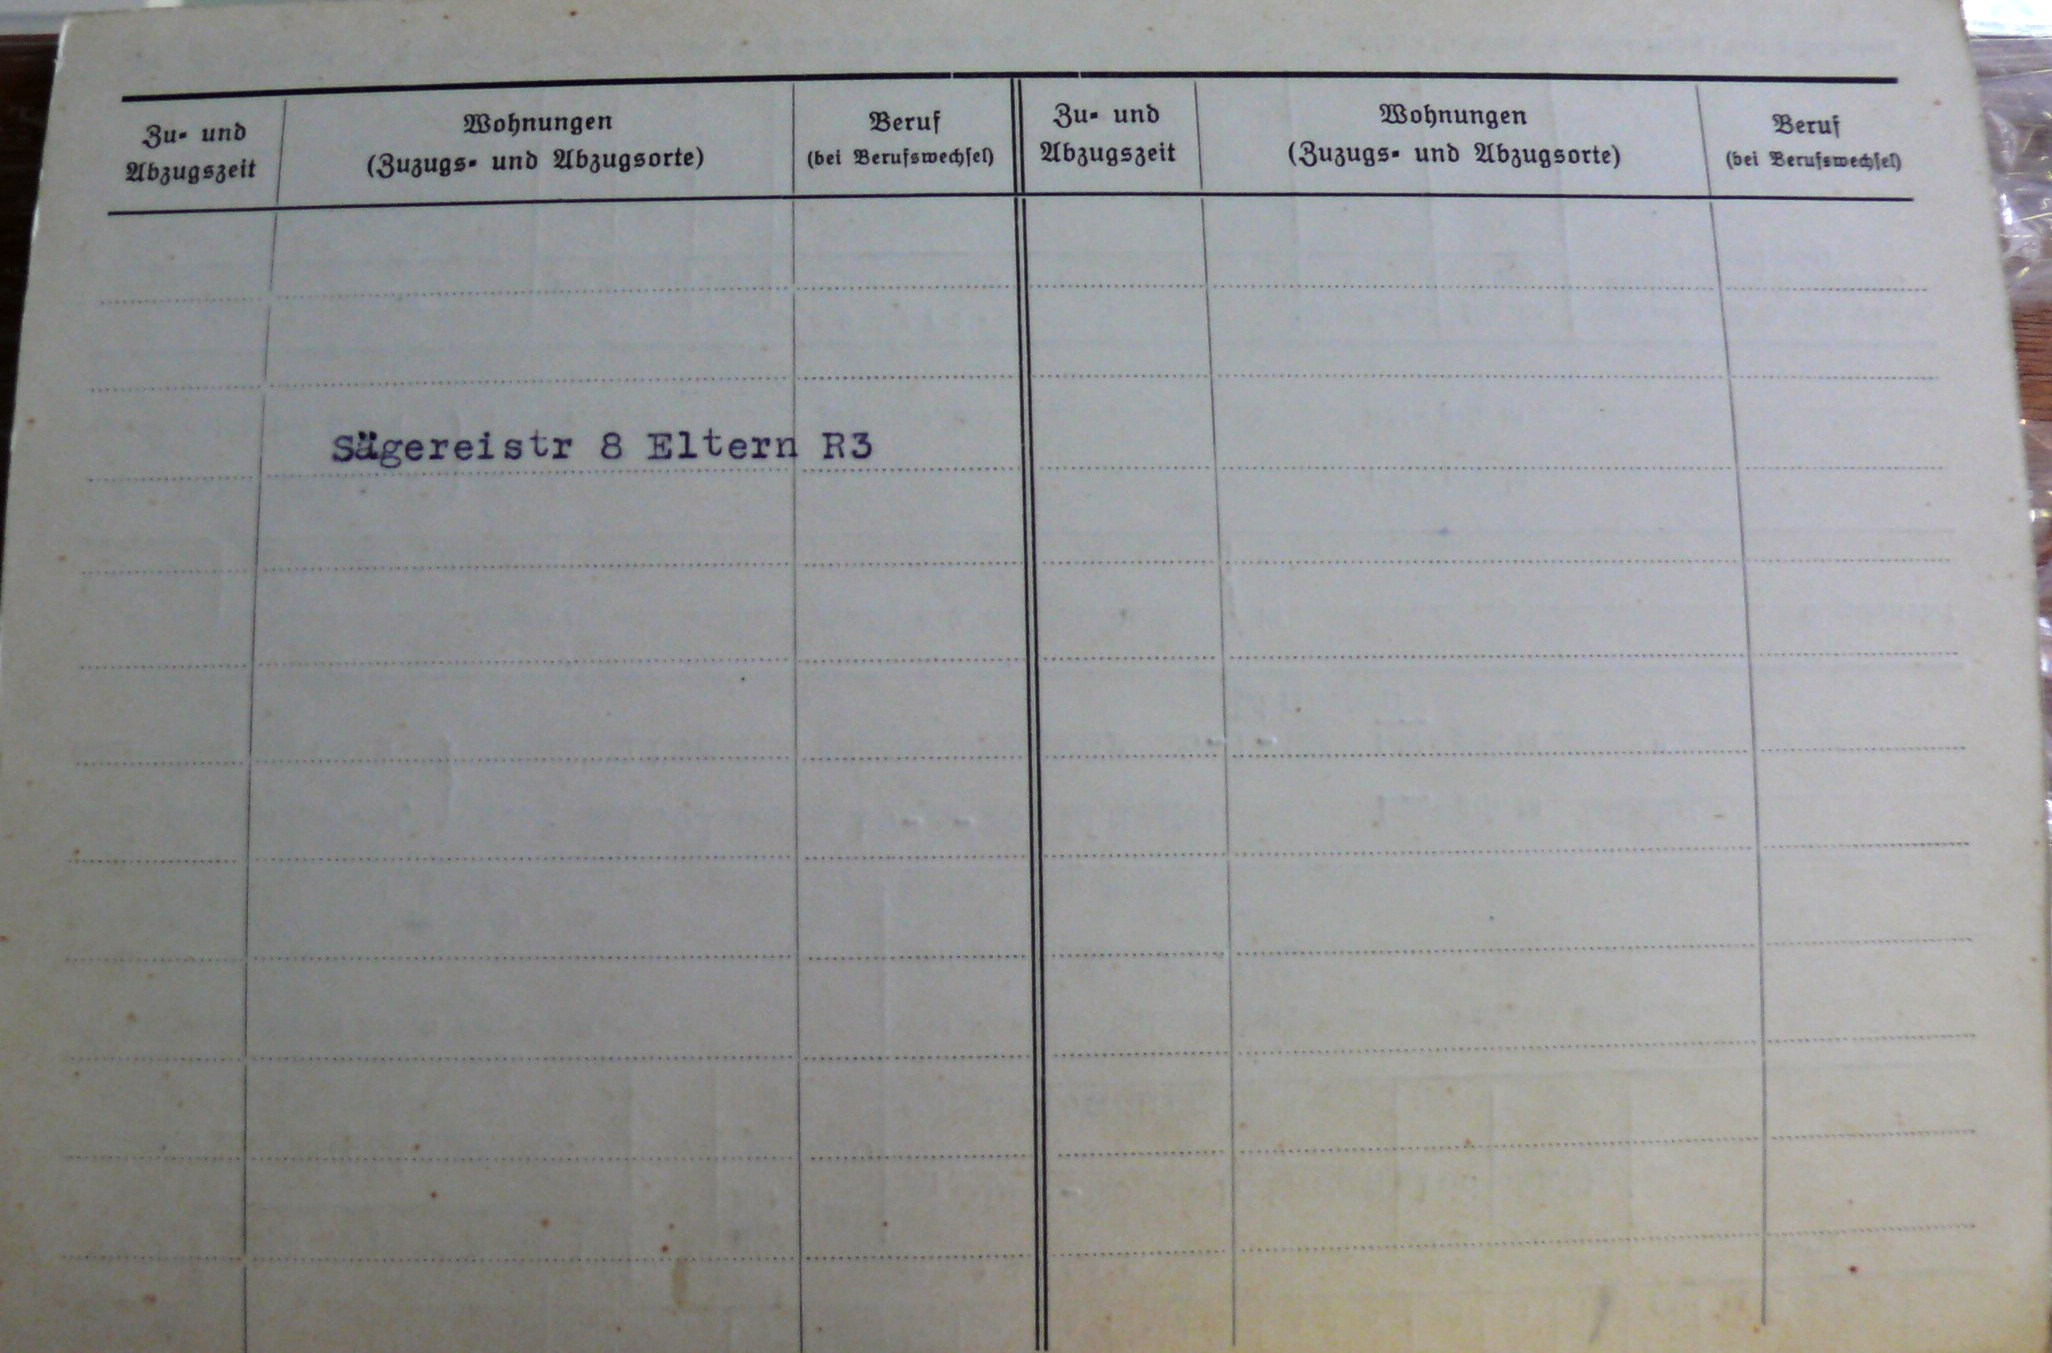 Zu- und Abzugszeit
Wohnungen
(Zuzugs- und Abzugsorte)
Beruf
(bei Berufswechsel)
Zu- und Abzugszeit
Wohnungen
(Zuzugs- und Abzugsorte)
Beruf
(bei Berufswechsel)
Sägereistr 8 Eltern R3